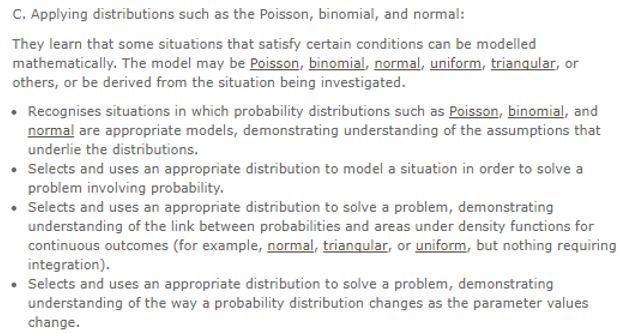 C. Applying distributions such as the Poisson, binomial, and normal:
They learn that some situations that satisfy certain conditions can be modelled
mathematically. The model may be Poisson, binomial, normal, uniform, triangular, or
others, or be derived from the situation being investigated.
• Recognises situations in which probability distributions such as Poisson, binomial, and
normal are appropriate models, demonstrating understanding of the assumptions that
underlie the distributions.
• Selects and uses an appropriate distribution to model a situation in order to solve a
problem involving probability.
• Selects and uses an appropriate distribution to solve a problem, demonstrating
understanding of the link between probabilities and areas under density functions for
continuous outcomes (for example, normal, triangular, or uniform, but nothing requiring
integration).
• Selects and uses an appropriate distribution to solve a problem, demonstrating
understanding of the way a probability distribution changes as the parameter values
change.